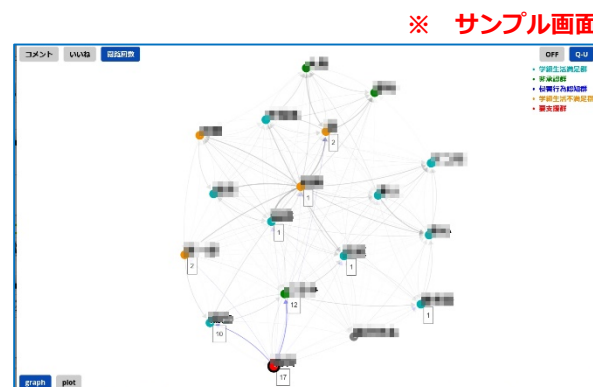 ※ サンプル画面
コメント いいね 閲覧回数
OFF Q-U
・学級生活満足群
・非承認群
・侵害行為認知群
・学級生活不満足群
・要支援群
2
1
1
2
1
12
1
10
17
graph plot